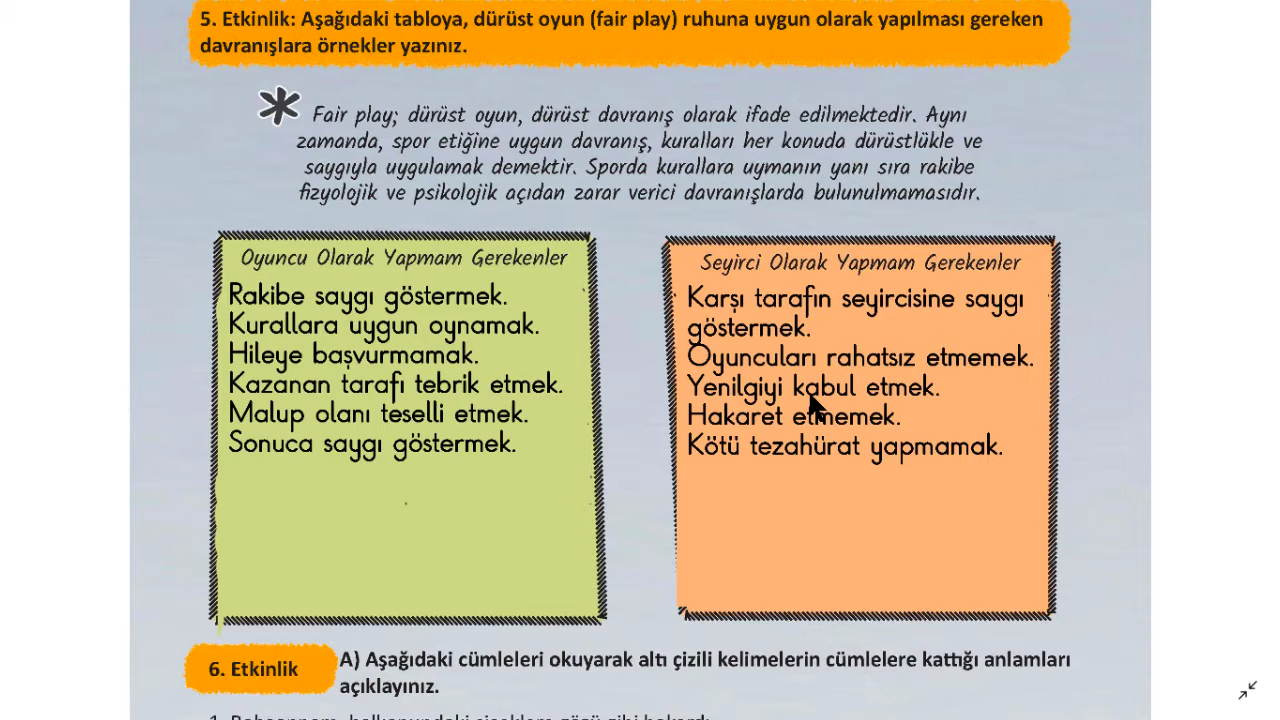 5. Etkinlik: Aşağıdaki tabloya, dürüst oyun (fair play) ruhuna uygun olarak yapılması gereken
davranışlara örnekler yazınız.
Fair play; dürüst oyun, dürüst davranış olarak ifade edilmektedir. Aynı
zamanda, spor etiğine uygun davranış, kuralları her konuda dürüstlükle ve
saygıyla uygulamak demektir. Sporda kurallara uymanın yanı sıra rakibe
fizyolojik ve psikolojik açıdan zarar verici davranışlarda bulunulmamasıdır.
Oyuncu Olarak Yapmam Gerekenler
Rakibe saygı göstermek.
Kurallara uygun oynamak.
Hileye başvurmamak.
Kazanan tarafı tebrik etmek.
Malup olanı teselli etmek.
Sonuca saygı göstermek.
Seyirci Olarak Yapmam Gerekenler
Karşı tarafın seyircisine saygı
göstermek.
Oyuncuları rahatsız etmemek.
Yenilgiyi kabul etmek.
Hakaret etmemek.
Kötü tezahürat yapmamak.
6. Etkinlik
A) Aşağıdaki cümleleri okuyarak altı çizili kelimelerin cümlelere kattığı anlamları
açıklayınız.